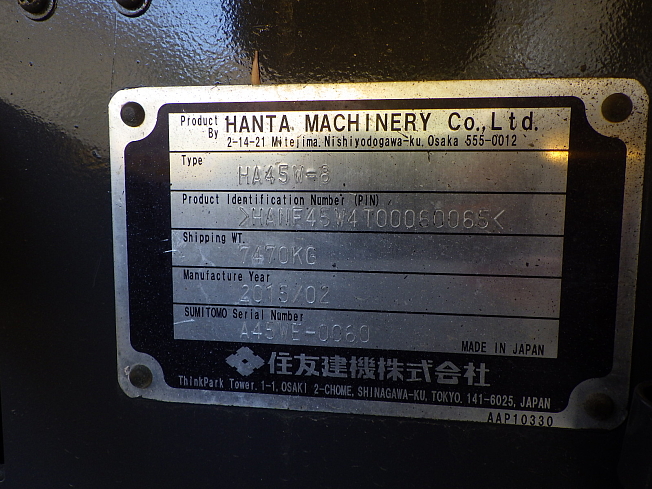 Product By HANTA MACHINERY Co.,Ltd.
2-14-21 Mitejima, Nishiyodogawa-ku, Osaka 555-0012
Type
HA45W-8
Product Identification Number (PIN)
Shipping WT.
7470KG
Manufacture Year
2015/02
SUMITOMO Serial Number
A45WE-0060
MADE IN JAPAN
住友建機株式会社
ThinkPark Tower, 1-1, OSAKI 2-CHOME, SHINAGAWA-KU, TOKYO, 141-6025, JAPAN
AAP10330